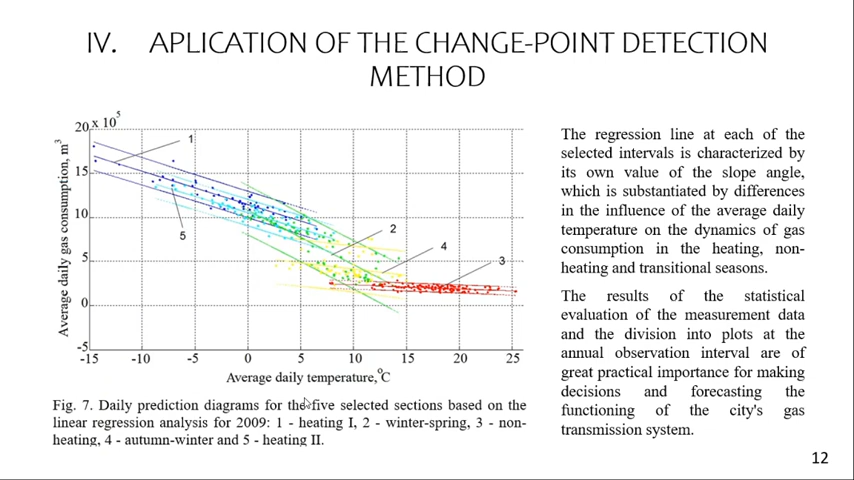 IV. APLICATION OF THE CHANGE-POINT DETECTION
METHOD
20 x 10⁵
15
10
5
0
-5
-15 -10 -5 0 5 10 15 20 25
1
2
4
3
5
Average daily gas consumption, m³
Average daily temperature, °C
Fig. 7. Daily prediction diagrams for the five selected sections based on the
linear regression analysis for 2009: 1 - heating I, 2 - winter-spring, 3 - non-
heating, 4 - autumn-winter and 5 - heating II.
The regression line at each of the
selected intervals is characterized by
its own value of the slope angle,
which is substantiated by differences
in the influence of the average daily
temperature on the dynamics of gas
consumption in the heating, non-
heating and transitional seasons.
The results of the statistical
evaluation of the measurement data
and the division into plots at the
annual observation interval are of
great practical importance for making
decisions and forecasting the
functioning of the city's gas
transmission system.
12